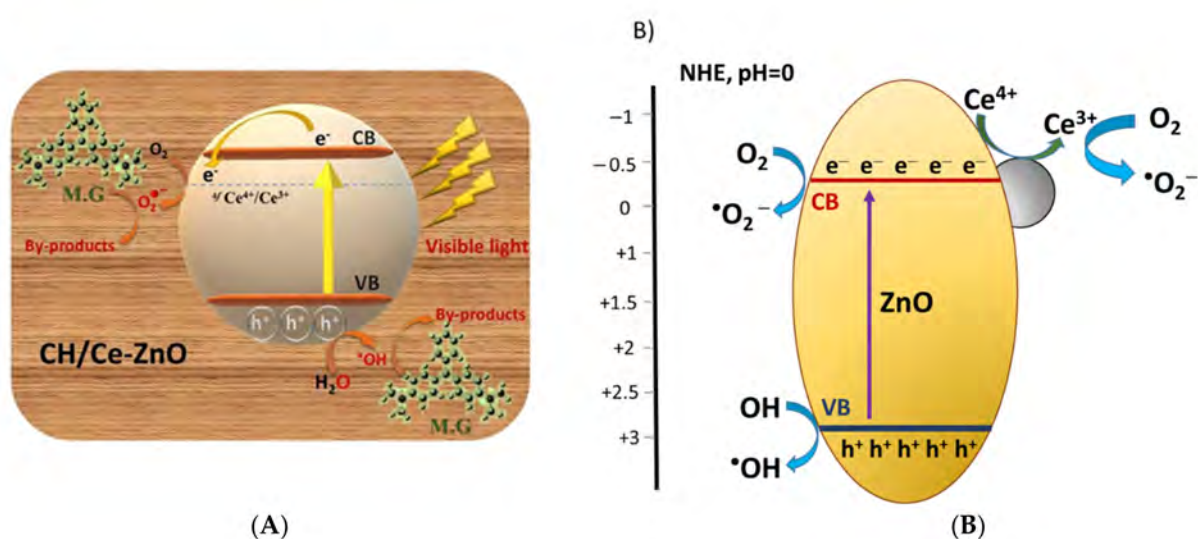 O₂
M.G
O₂•⁻
By-products
e⁻
CB
e⁻
4f Ce⁴⁺/Ce³⁺
Visible light
VB
h⁺ h⁺ h⁺
By-products
•OH
H₂O
M.G
CH/Ce-ZnO
(A)
B)
NHE, pH=0
−1
−0.5
0
+1
+1.5
+2
+2.5
+3
Ce⁴⁺
Ce³⁺
O₂
•O₂⁻
O₂
•O₂⁻
e⁻ e⁻ e⁻ e⁻ e⁻
CB
ZnO
OH
VB
h⁺ h⁺ h⁺ h⁺ h⁺
•OH
(B)